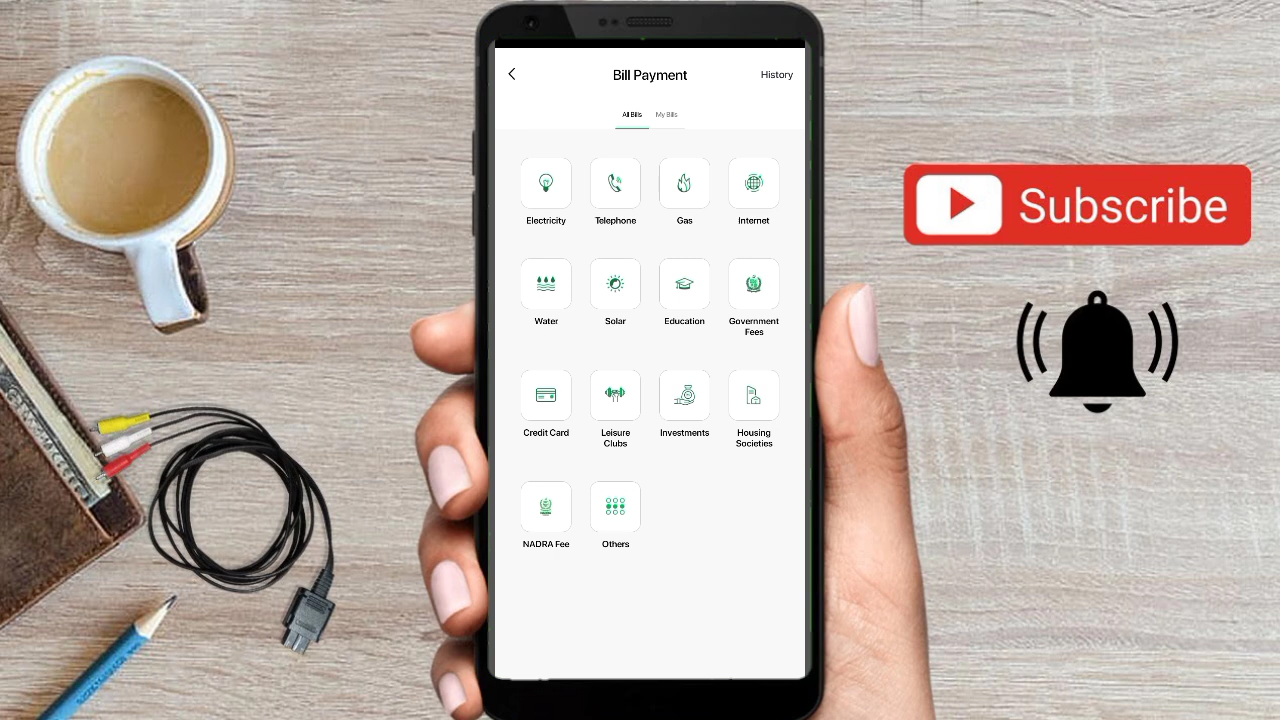 Bill Payment
History
All Bills
My Bills
Electricity
Telephone
Gas
Internet
Water
Solar
Education
Government
Fees
Credit Card
Leisure
Clubs
Investments
Housing
Societies
NADRA Fee
Others
Subscribe